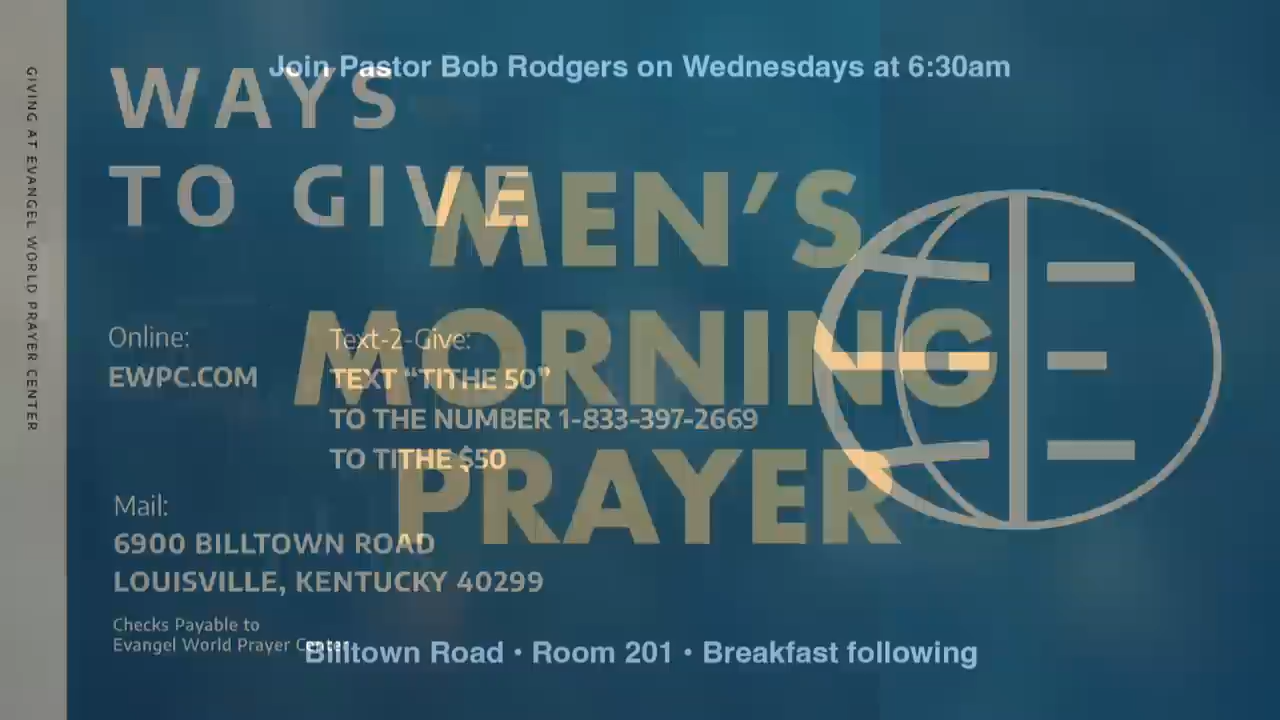 GIVING AT EVANGEL WORLD PRAYER CENTER
Join Pastor Bob Rodgers on Wednesdays at 6:30am
WAYS
TO GIVE
MEN'S
MORNING
PRAYER
Online:
EWPC.COM
Text-2-Give:
TEXT “TITHE 50”
TO THE NUMBER 1-833-397-2669
TO TITHE $50
Mail:
6900 BILLTOWN ROAD
LOUISVILLE, KENTUCKY 40299
Checks Payable to
Evangel World Prayer Center
Billtown Road • Room 201 • Breakfast following